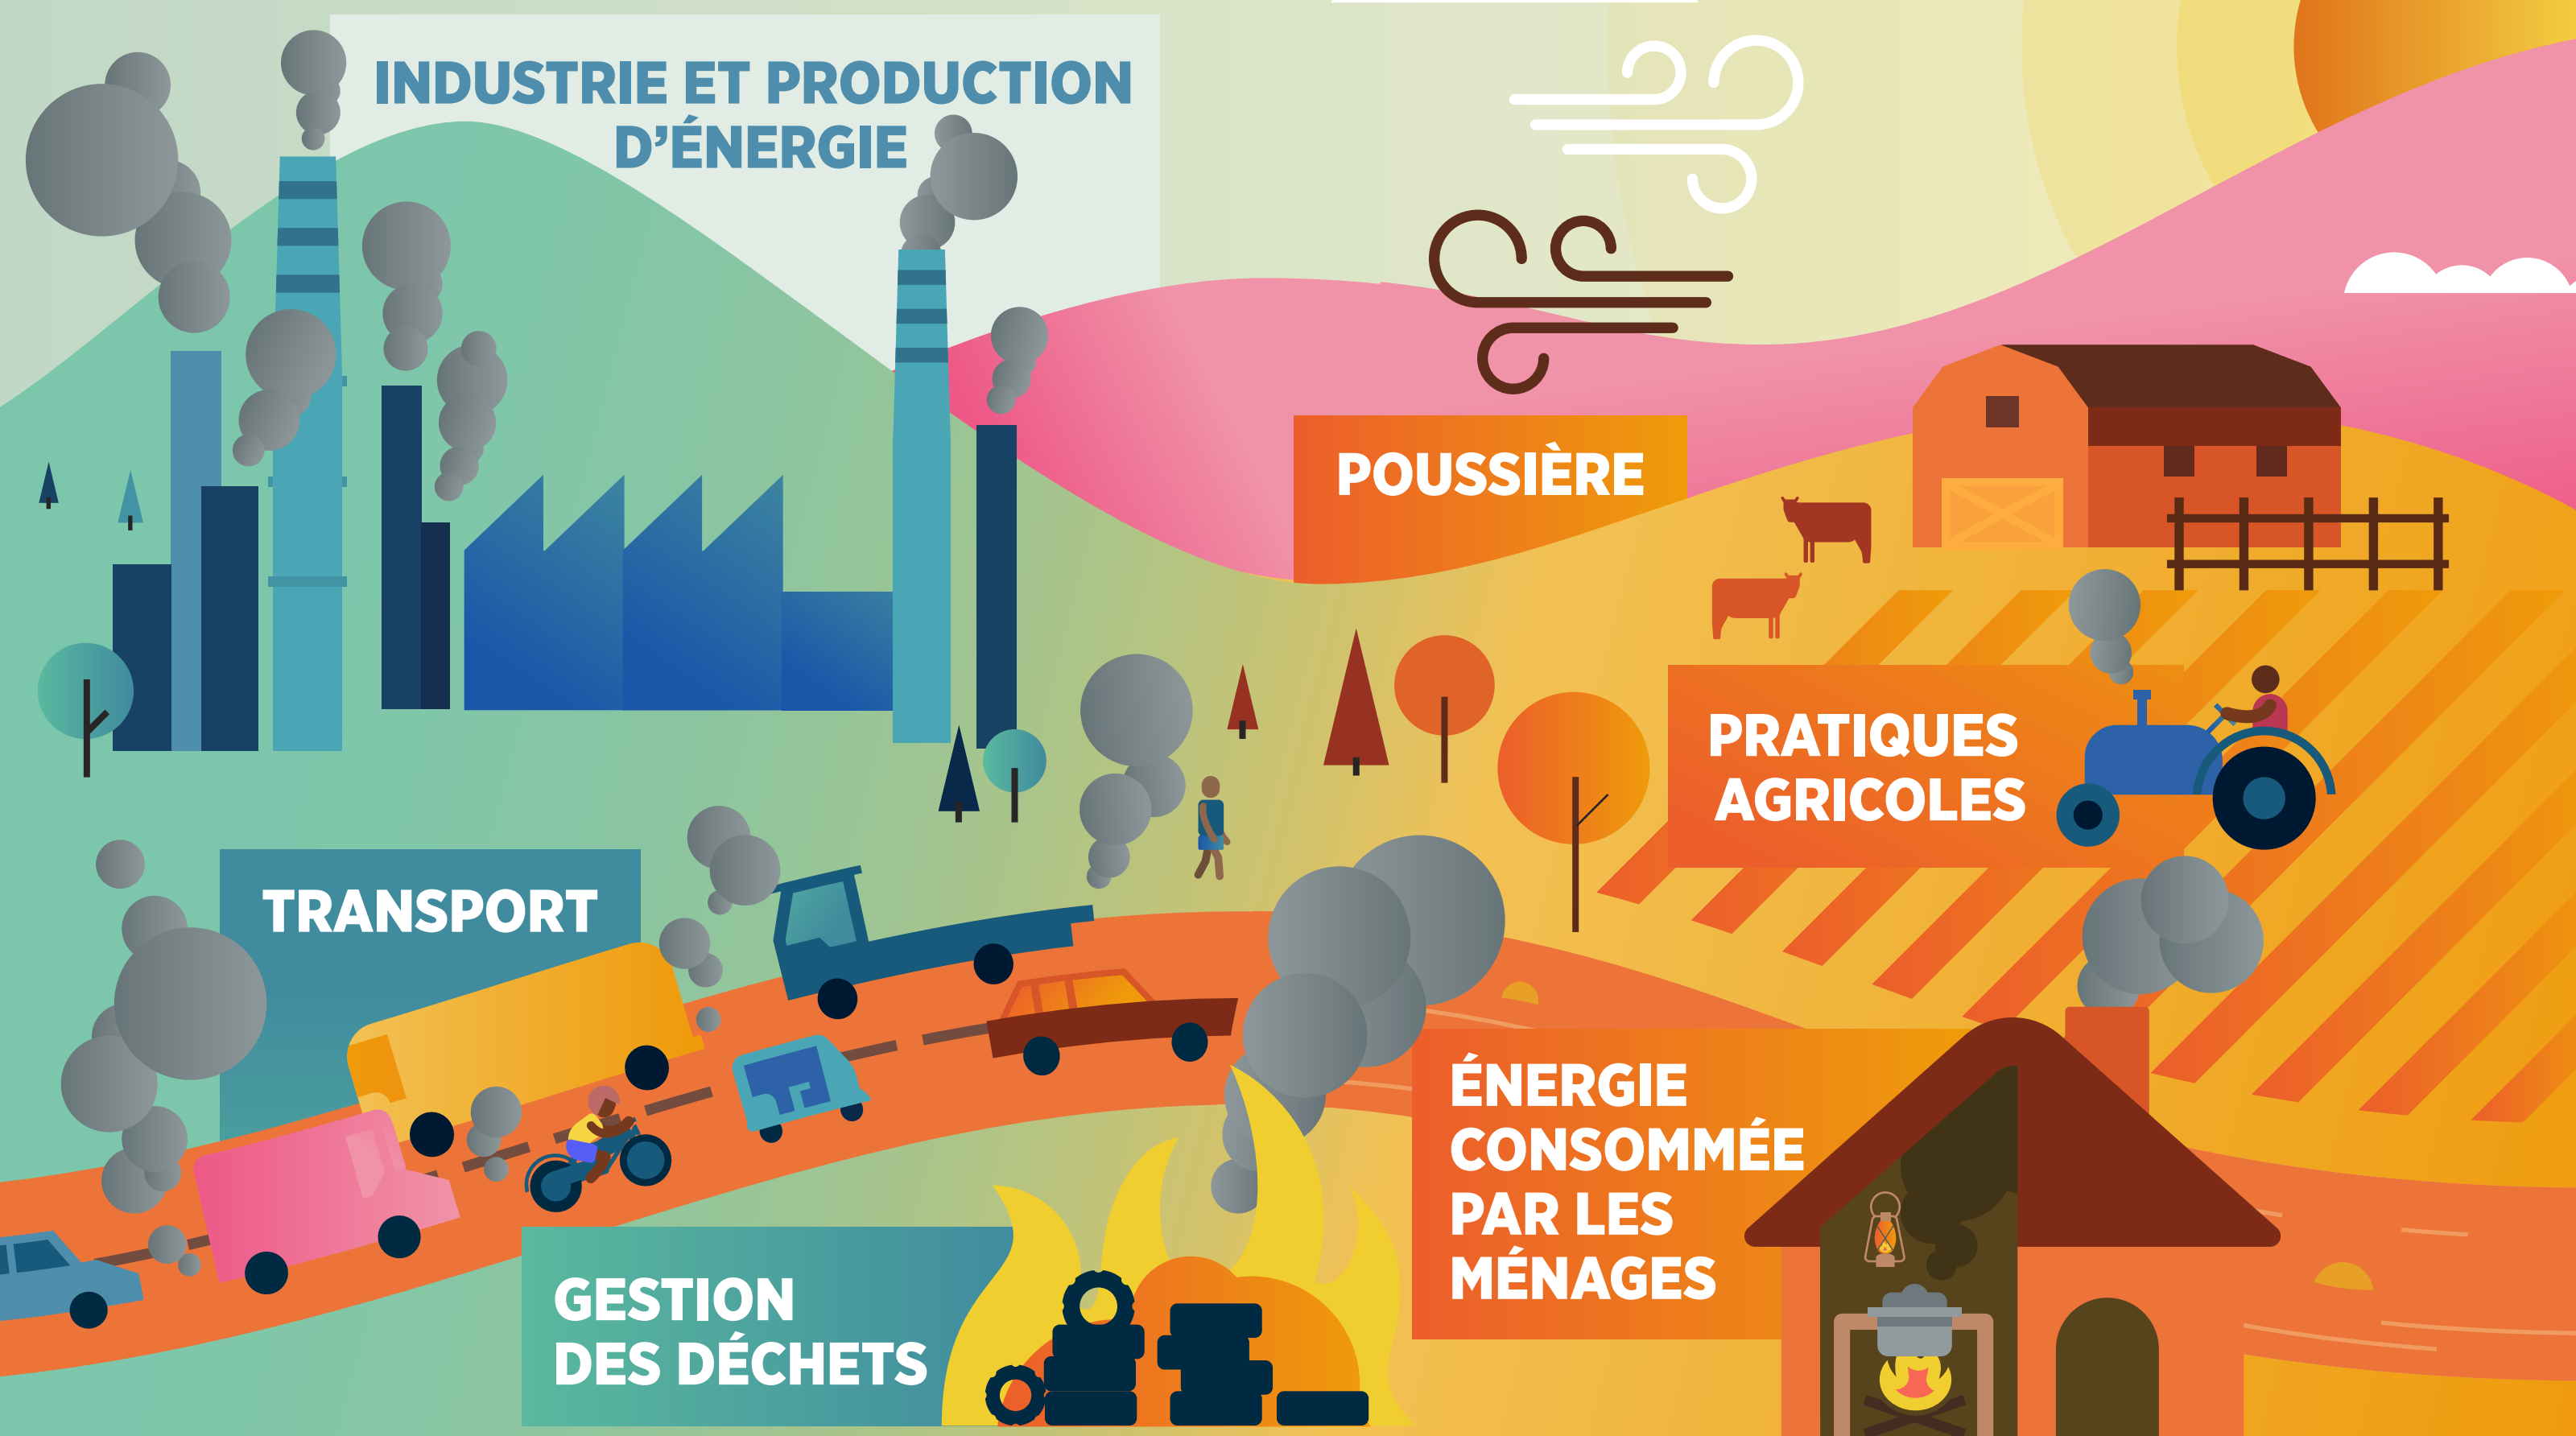 INDUSTRIE ET PRODUCTION
D’ÉNERGIE
POUSSIÈRE
PRATIQUES
AGRICOLES
TRANSPORT
ÉNERGIE
CONSOMMÉE
PAR LES
MÉNAGES
GESTION
DES DÉCHETS